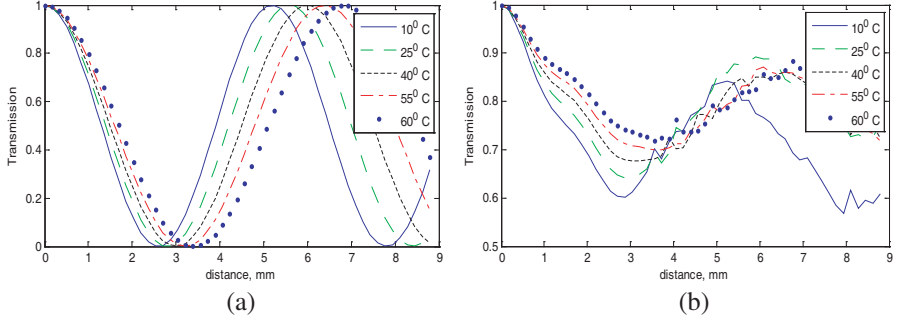 1
0.8
0.6
0.4
0.2
0
Transmission
0 1 2 3 4 5 6 7 8 9
distance, mm
10⁰ C
25⁰ C
40⁰ C
55⁰ C
60⁰ C
(a)
1
0.9
0.8
0.7
0.6
0.5
Transmission
0 1 2 3 4 5 6 7 8 9
distance, mm
10⁰ C
25⁰ C
40⁰ C
55⁰ C
60⁰ C
(b)